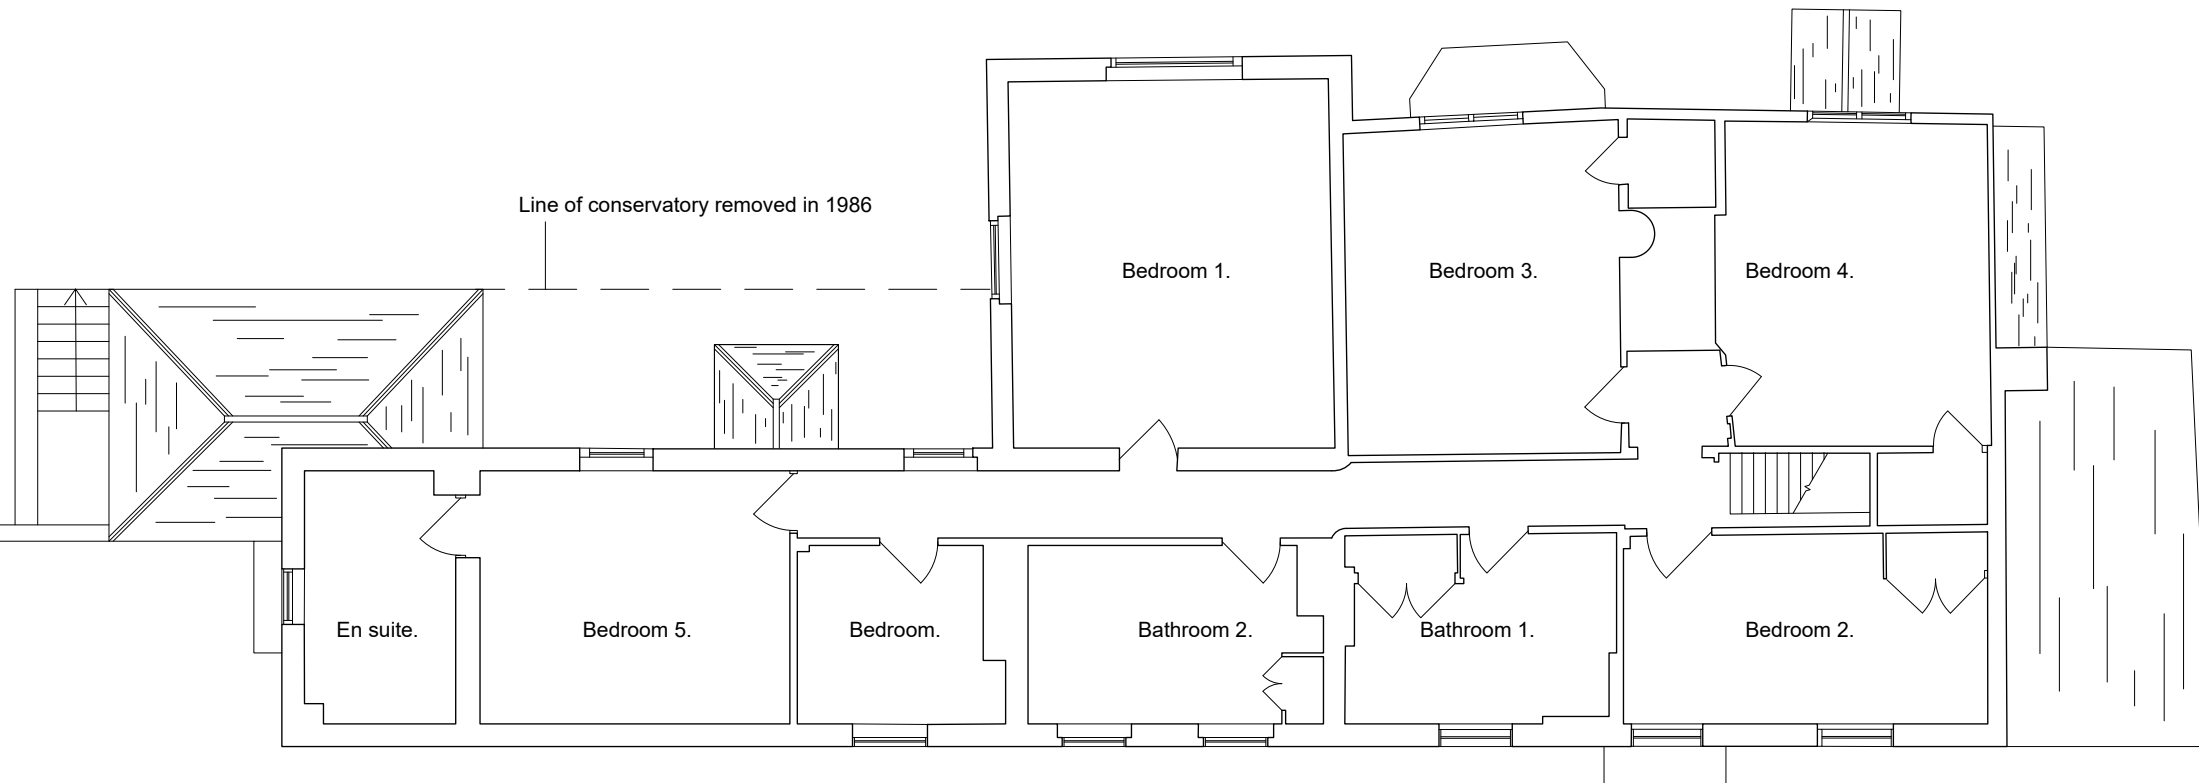 Line of conservatory removed in 1986
Bedroom 1.
Bedroom 3.
Bedroom 4.
En suite.
Bedroom 5.
Bedroom.
Bathroom 2.
Bathroom 1.
Bedroom 2.